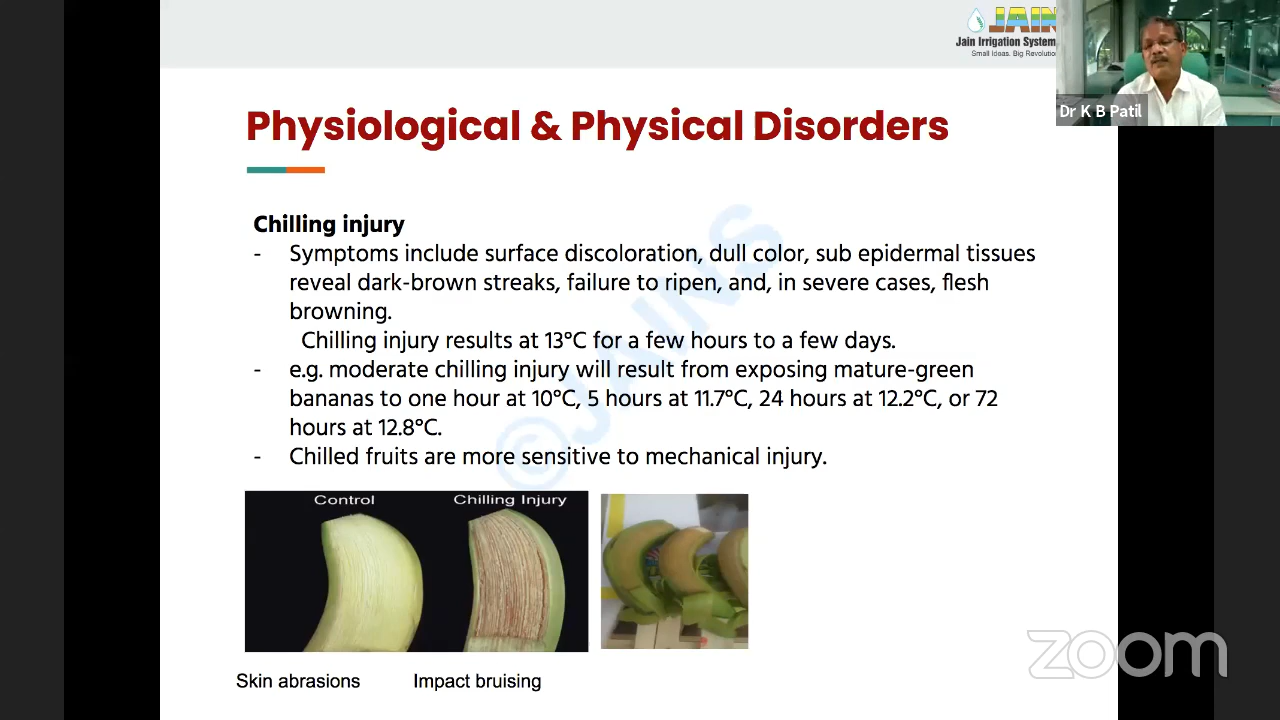 JAIN
Jain Irrigation System
Small Ideas. Big Revolution
Dr K B Patil
Physiological & Physical Disorders
Chilling injury
- Symptoms include surface discoloration, dull color, sub epidermal tissues
reveal dark-brown streaks, failure to ripen, and, in severe cases, flesh
browning.
Chilling injury results at 13°C for a few hours to a few days.
- e.g. moderate chilling injury will result from exposing mature-green
bananas to one hour at 10°C, 5 hours at 11.7°C, 24 hours at 12.2°C, or 72
hours at 12.8°C.
- Chilled fruits are more sensitive to mechanical injury.
©JAINS
Control Chilling Injury
Skin abrasions Impact bruising
zoom